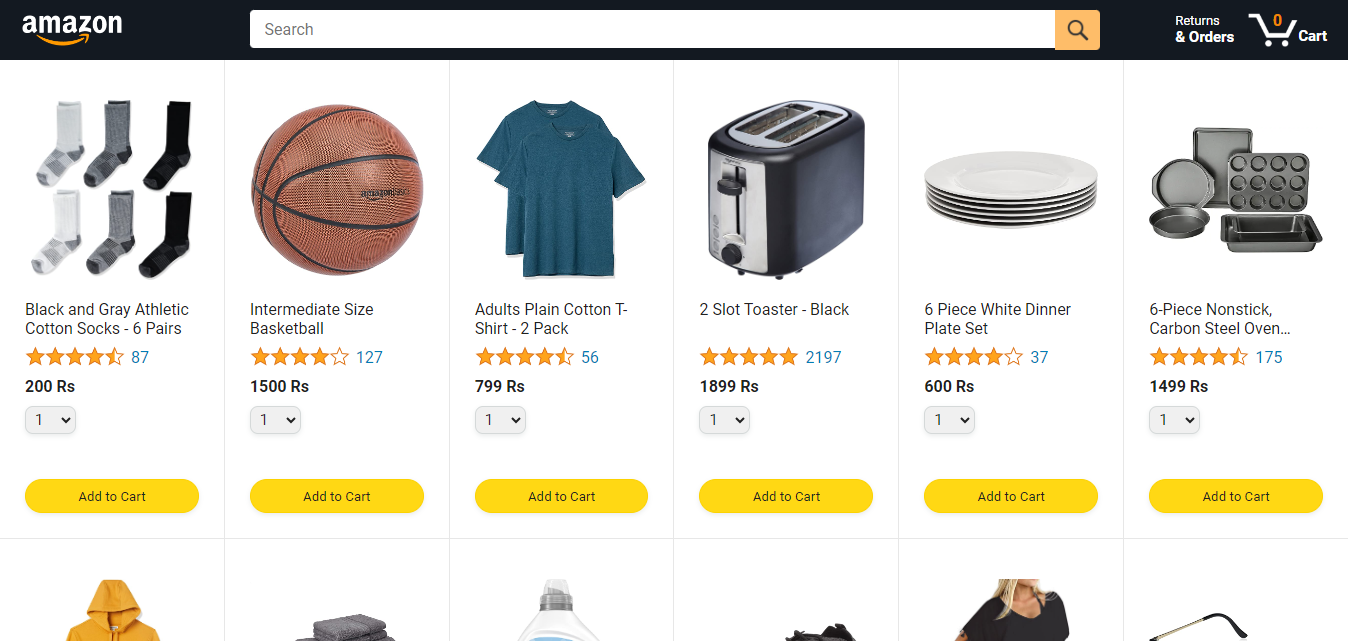 amazon
Search
Returns
& Orders
0
Cart
Black and Gray Athletic
Cotton Socks - 6 Pairs
87
200 Rs
1
Add to Cart
Intermediate Size
Basketball
127
1500 Rs
1
Add to Cart
Adults Plain Cotton T-
Shirt - 2 Pack
56
799 Rs
1
Add to Cart
2 Slot Toaster - Black
2197
1899 Rs
1
Add to Cart
6 Piece White Dinner
Plate Set
37
600 Rs
1
Add to Cart
6-Piece Nonstick,
Carbon Steel Oven...
175
1499 Rs
1
Add to Cart